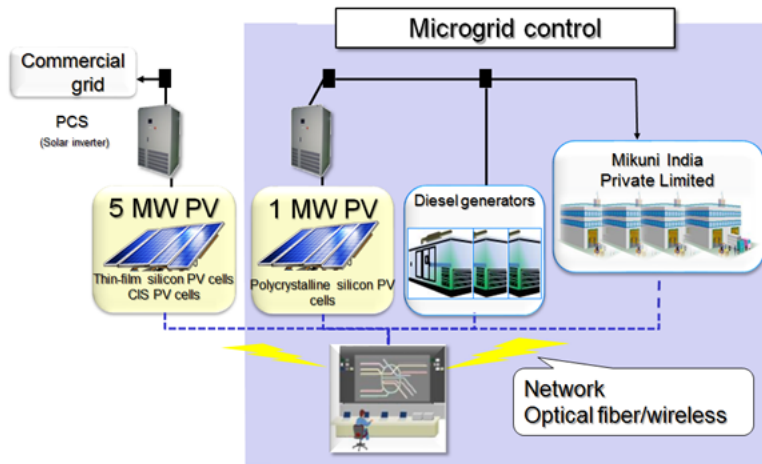 Microgrid control
Commercial
grid
PCS
(Solar inverter)
Mikuni India
Private Limited
5 MW PV
Thin-film silicon PV cells
CIS PV cells
1 MW PV
Polycrystalline silicon PV
cells
Diesel generators
Network
Optical fiber/wireless